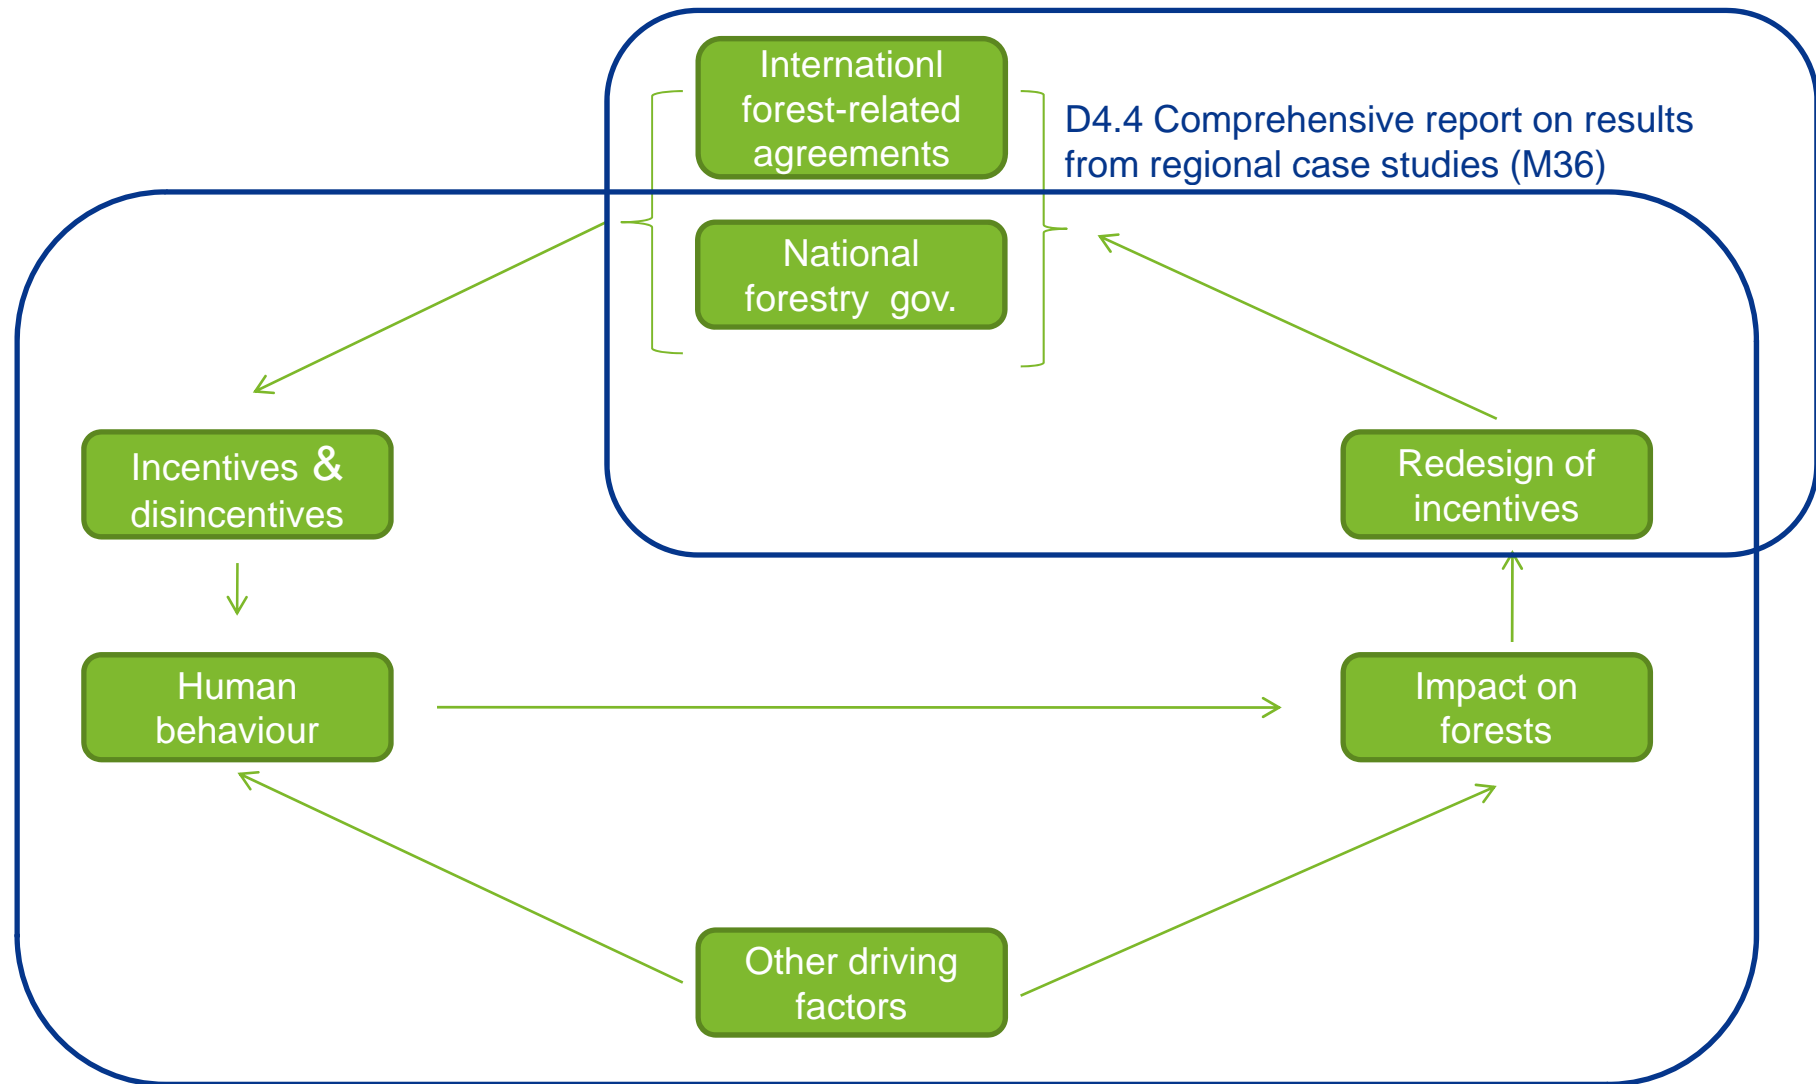 Internationl
forest-related
agreements
D4.4 Comprehensive report on results
from regional case studies (M36)
National
forestry gov.
Incentives &
disincentives
Redesign of
incentives
Human
behaviour
Impact on
forests
Other driving
factors